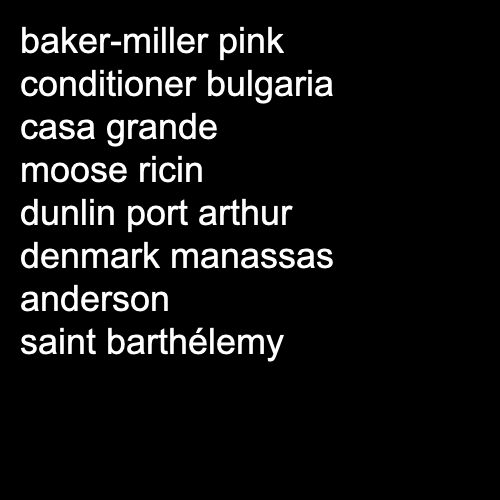 baker-miller pink
conditioner bulgaria
casa grande
moose ricin
dunlin port arthur
denmark manassas
anderson
saint barthélemy